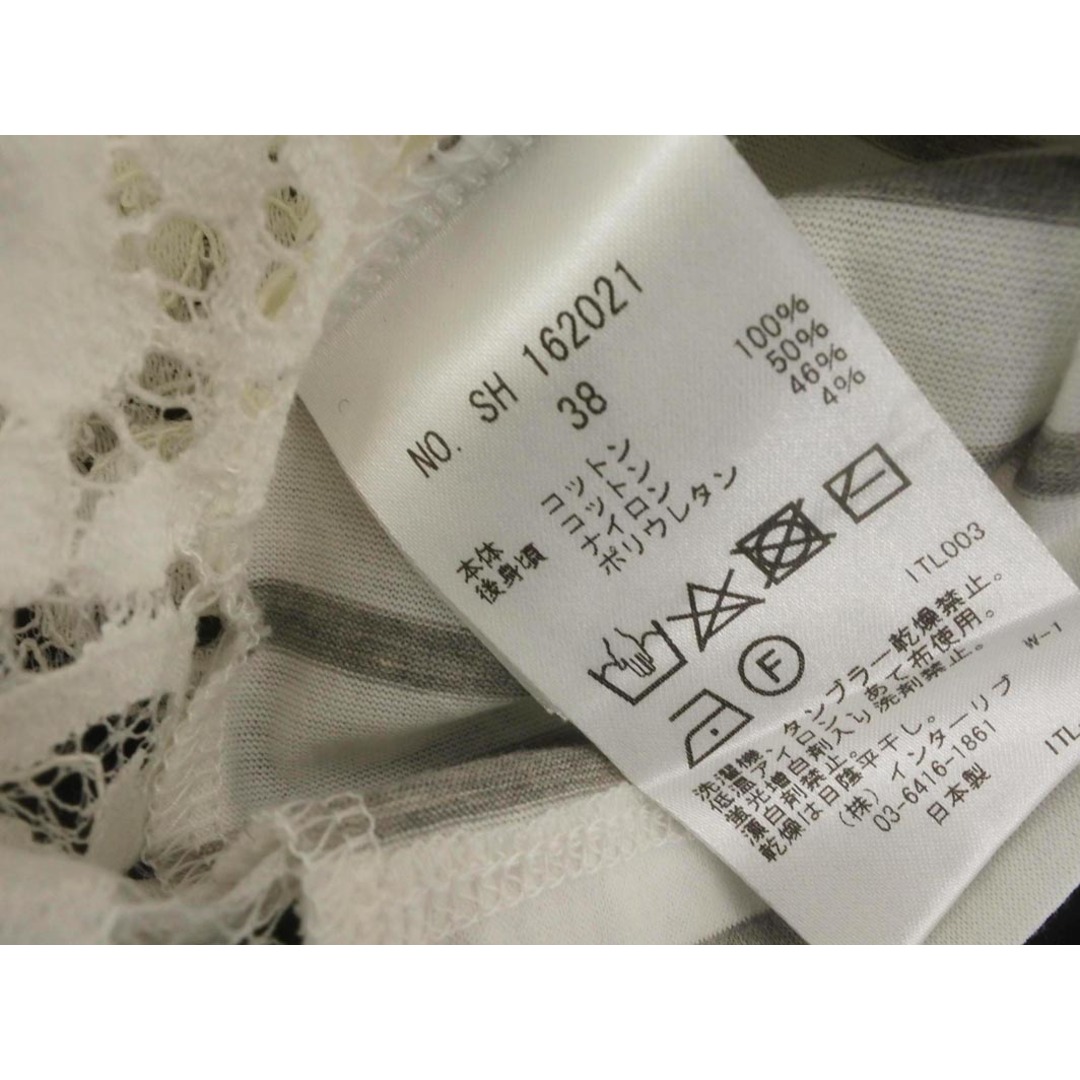 NO. SH 162021
38
本体 コットン 100%
後身頃 コットン 50%
ナイロン 46%
ポリウレタン 4%
F
ITL003
洗濯機、タンブラー乾燥禁止。
低温アイロン、あて布使用。
蛍光増白剤入り洗剤禁止。
漂白剤禁止。
乾燥は日陰平干し。 W-1
(株) インターリブ
03-6416-1861
日本製
ITL